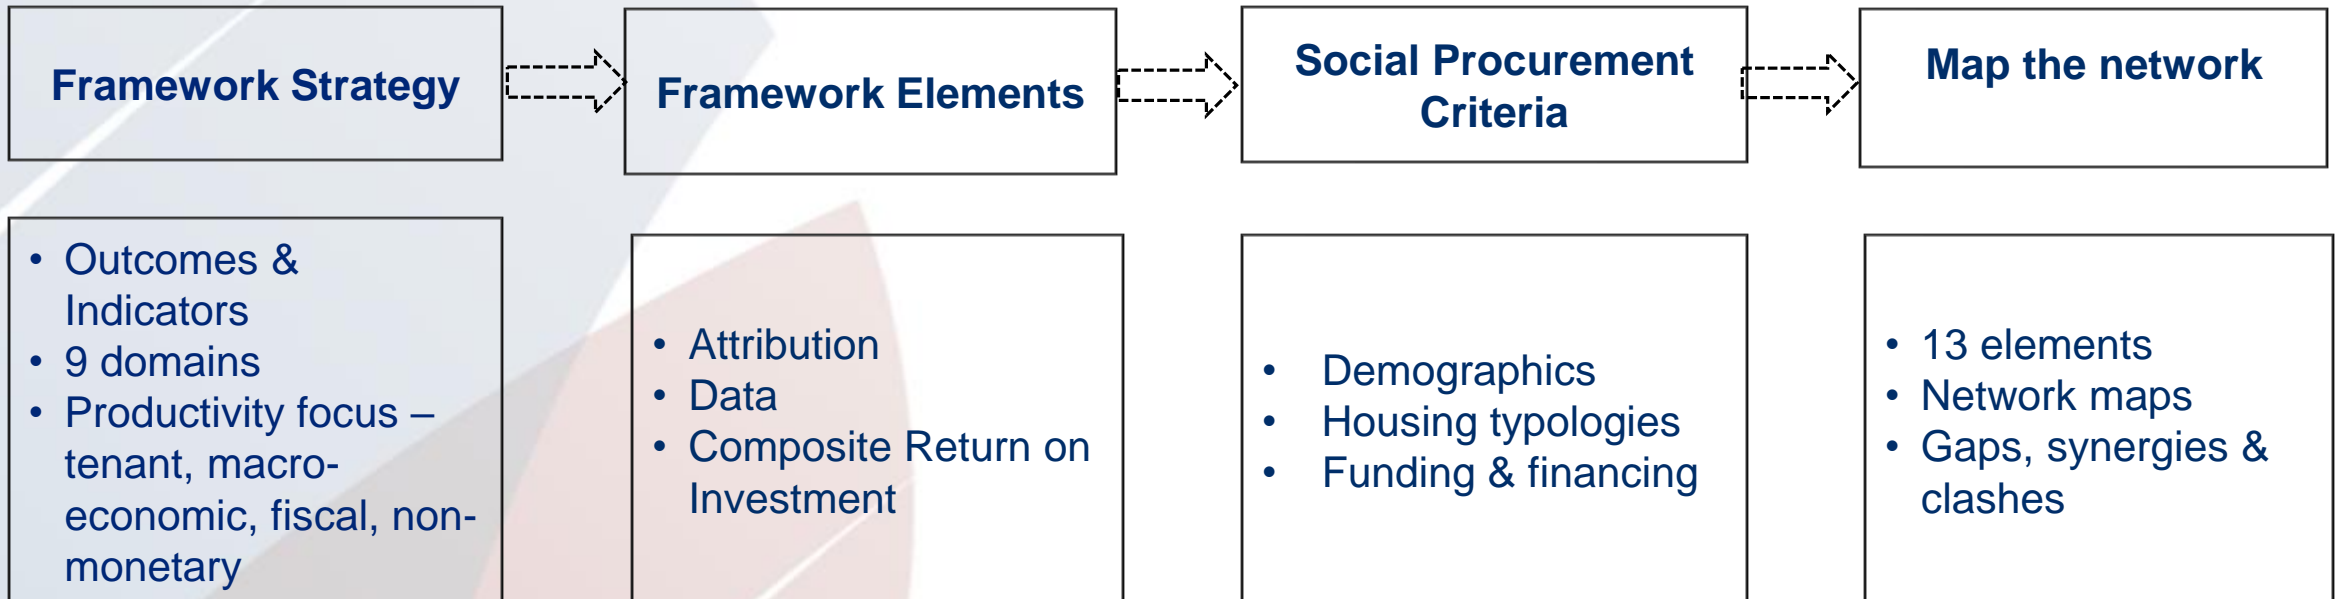 Framework Strategy
Framework Elements
Social Procurement
Criteria
Map the network
• Outcomes &
Indicators
• 9 domains
• Productivity focus –
tenant, macro-
economic, fiscal, non-
monetary
• Attribution
• Data
• Composite Return on
Investment
• Demographics
• Housing typologies
• Funding & financing
• 13 elements
• Network maps
• Gaps, synergies &
clashes